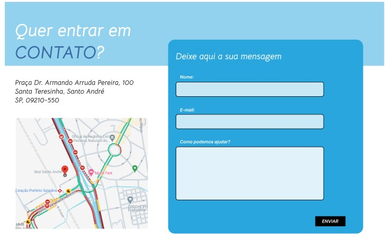 Quer entrar em
CONTATO?
Praça Dr. Armando Arruda Pereira, 100
Santa Teresinha, Santo André
SP, 09210-550
Deixe aqui a sua mensagem
Nome:
E-mail:
Como podemos ajudar?
ENVIAR